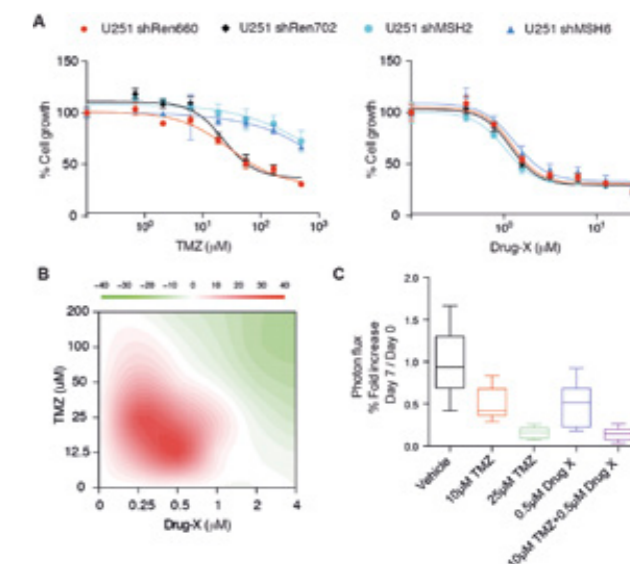 A
U251 shRen660
U251 shRen702
U251 shMSH2
U251 shMSH6
% Cell growth
150
100
50
0
10⁰
10¹
10²
10³
TMZ (μM)
% Cell growth
150
100
50
0
10⁰
10¹
Drug-X (μM)
B
-40 -30 -20 -10 0 10 20 30 40
TMZ (uM)
200
100
50
25
12.5
0
0 0.25 0.5 1 2 4
Drug-X (μM)
C
Photon flux
% Fold increase
Day 7 / Day 0
2.0
1.5
1.0
0.5
0.0
Vehicle
10μM TMZ
25μM TMZ
0.5μM Drug X
10μM TMZ+0.5μM Drug X